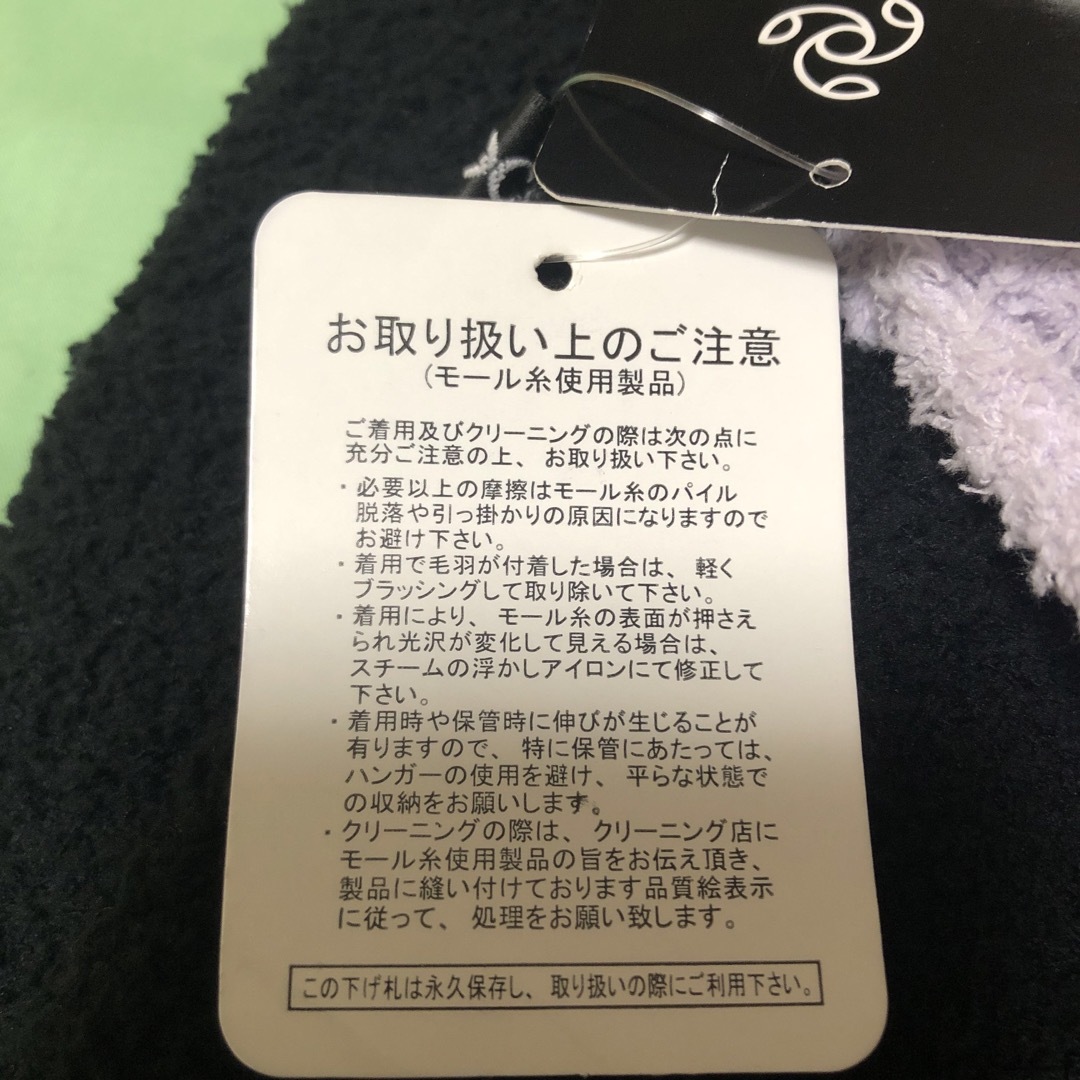 お取り扱い上のご注意
(モール糸使用製品)
ご着用及びクリーニングの際は次の点に
充分ご注意の上、お取り扱い下さい。
・必要以上の摩擦はモール糸のパイル
脱落や引っ掛かりの原因になりますので
お避け下さい。
・着用で毛羽が付着した場合は、軽く
ブラッシングして取り除いて下さい。
・着用により、モール糸の表面が押さえ
られ光沢が変化して見える場合は、
スチームの浮かしアイロンにて修正して
下さい。
・着用時や保管時に伸びが生じることが
有りますので、特に保管にあたっては、
ハンガーの使用を避け、平らな状態で
の収納をお願いします。
・クリーニングの際は、クリーニング店に
モール糸使用製品の旨をお伝え頂き、
製品に縫い付けております品質絵表示
に従って、処理をお願い致します。
この下げ札は永久保存し、取り扱いの際にご利用下さい。